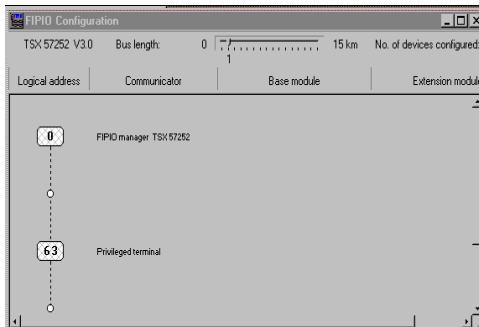 FIPIO Configuration
TSX 57252 V3.0 Bus length: 0 15 km No. of devices configured:
1
Logical address Communicator Base module Extension module
0 FIPIO manager TSX 57252
63 Privileged terminal